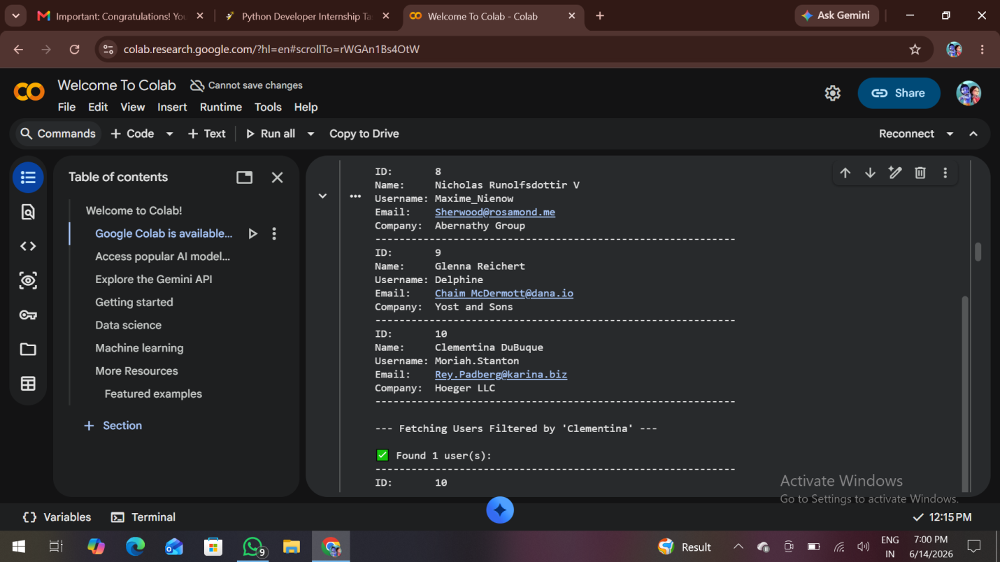 Important: Congratulations! You
Python Developer Internship Ta
Welcome To Colab - Colab
Ask Gemini
colab.research.google.com/?hl=en#scrollTo=rWGAn1Bs4OtW
Welcome To Colab
Cannot save changes
Share
File Edit View Insert Runtime Tools Help
Commands
+ Code
+ Text
Run all
Copy to Drive
Reconnect
Table of contents
Welcome to Colab!
Google Colab is available...
Access popular AI model...
Explore the Gemini API
Getting started
Data science
Machine learning
More Resources
Featured examples
+ Section
ID: 8
Name: Nicholas Runolfsdottir V
Username: Maxime_Nienow
Email: Sherwood@rosamond.me
Company: Abernathy Group
------------------------------------------------------------
ID: 9
Name: Glenna Reichert
Username: Delphine
Email: Chaim_McDermott@dana.io
Company: Yost and Sons
------------------------------------------------------------
ID: 10
Name: Clementina DuBuque
Username: Moriah.Stanton
Email: Rey.Padberg@karina.biz
Company: Hoeger LLC
------------------------------------------------------------
--- Fetching Users Filtered by 'Clementina' ---
✅ Found 1 user(s):
------------------------------------------------------------
ID: 10
Activate Windows
Go to Settings to activate Windows.
Variables
Terminal
12:15 PM
9
Result
ENG
IN
7:00 PM
6/14/2026